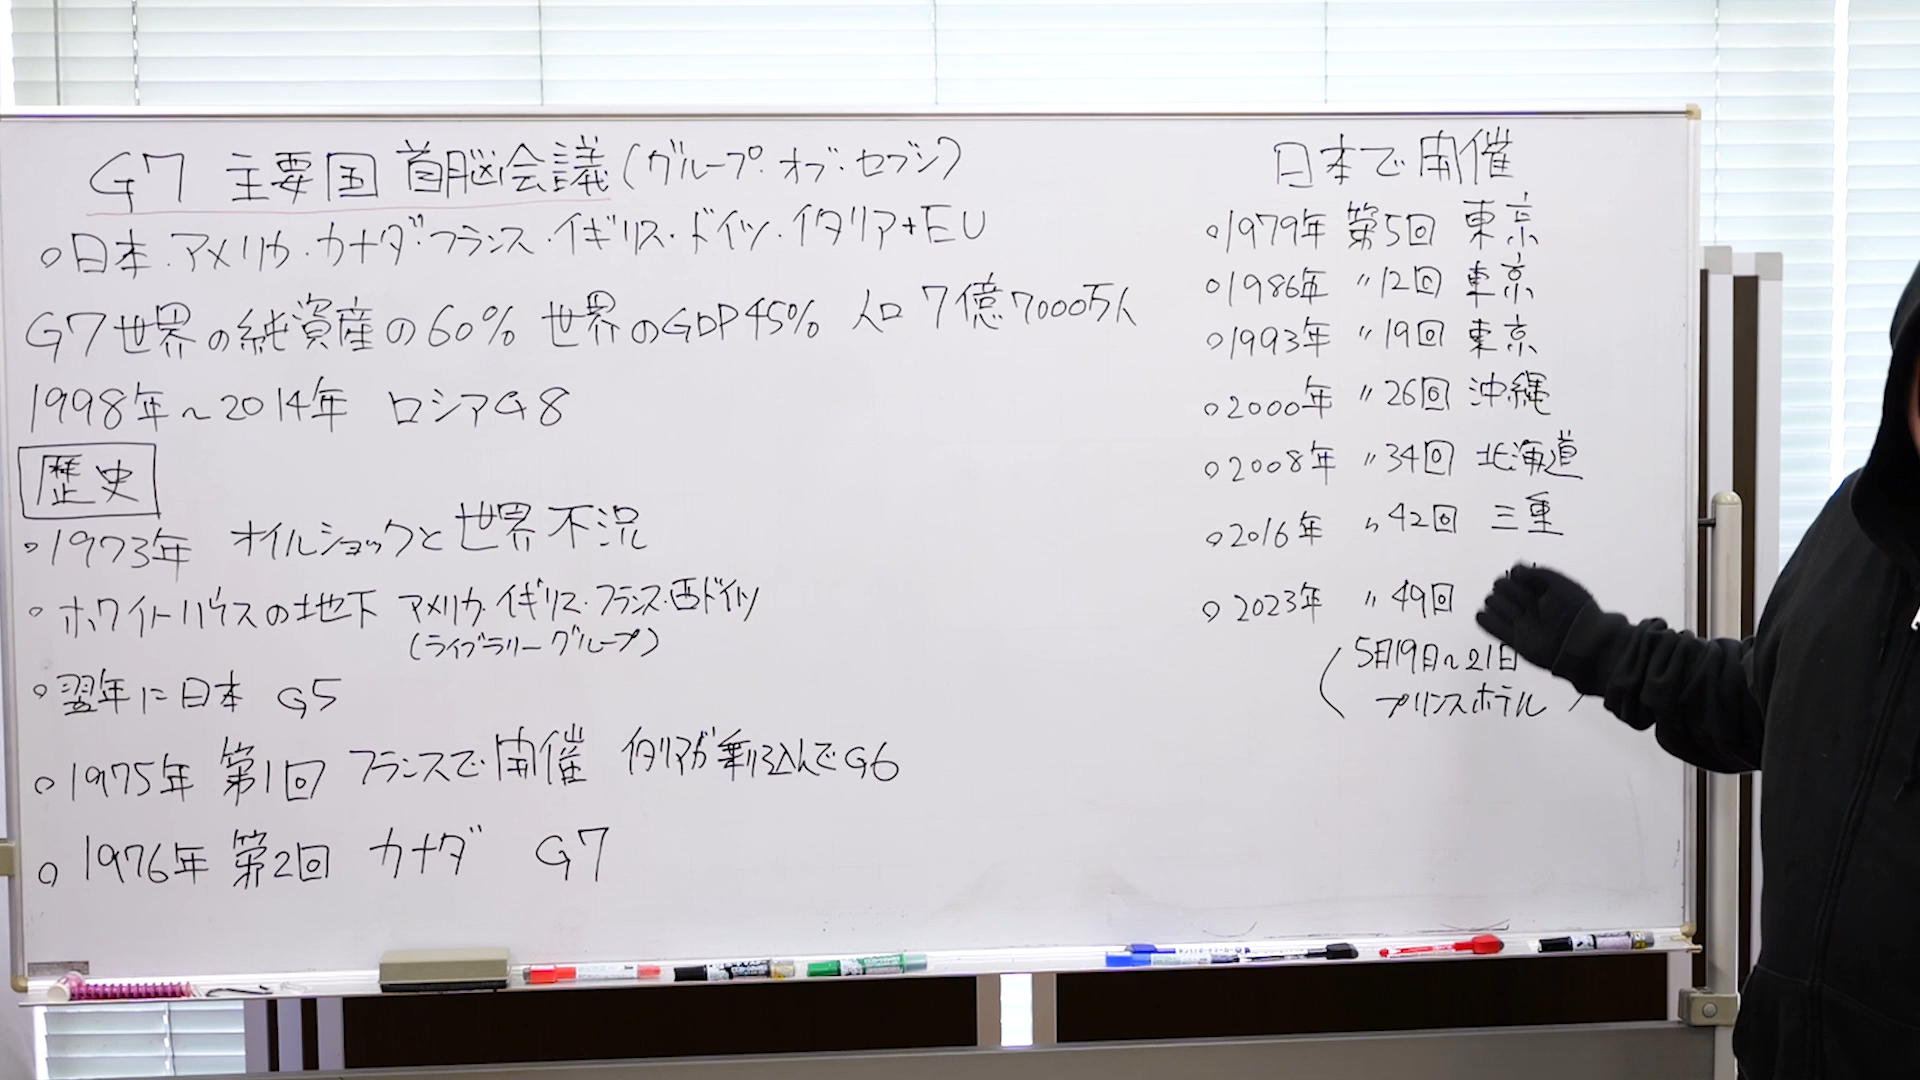 G7 主要国 首脳会議(グループ・オブ・セブン)
○日本・アメリカ・カナダ・フランス・イギリス・ドイツ・イタリア+EU
G7世界の純資産の60% 世界のGDP45% 人口 7億7000万人
1998年~2014年 ロシアG8
歴史
○1973年 オイルショックと世界不況
○ホワイトハウスの地下 アメリカ・イギリス・フランス・西ドイツ
(ライブラリーグループ)
○翌年に日本 G5
○1975年 第1回 フランスで開催 イタリアが乗り込んでG6
○1976年 第2回 カナダ G7
日本で開催
○1979年 第5回 東京
○1986年 〃12回 東京
○1993年 〃19回 東京
○2000年 〃26回 沖縄
○2008年 〃34回 北海道
○2016年 〃42回 三重
○2023年 〃49回
(5月19日~21日
プリンスホテル)